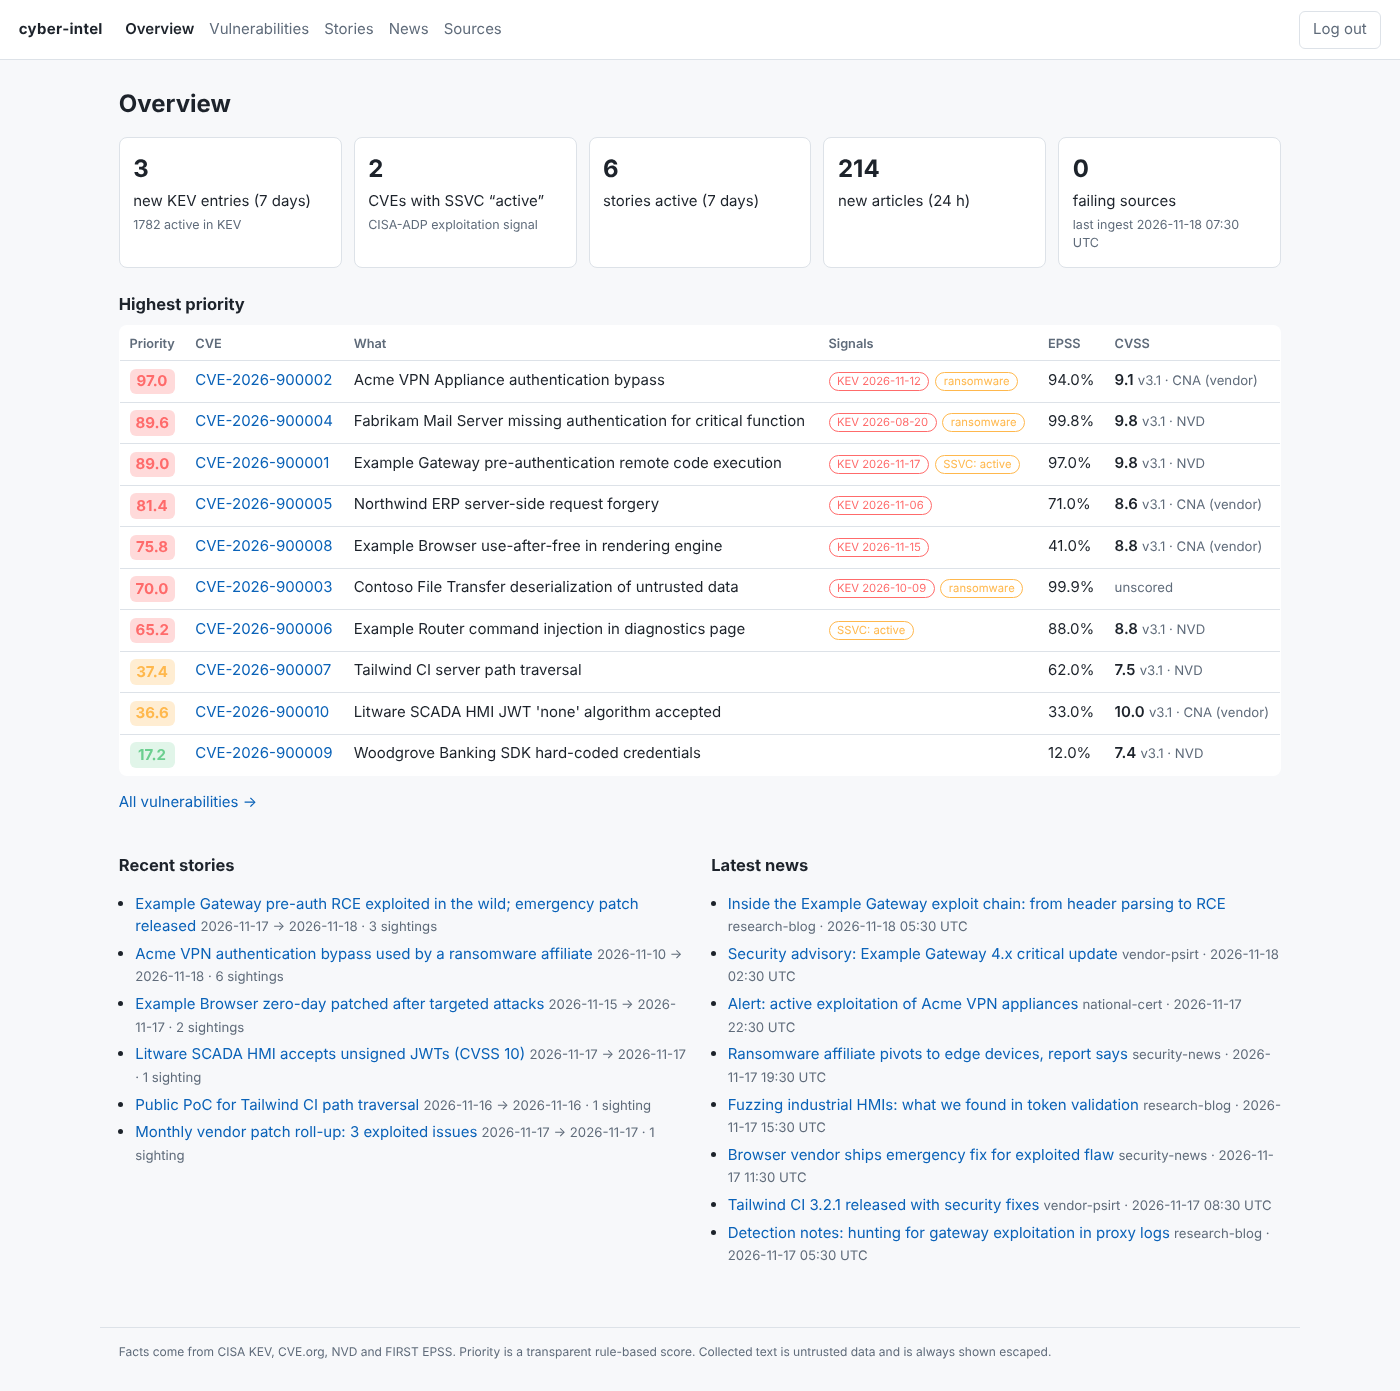 cyber-intel Overview Vulnerabilities Stories News Sources Log out
Overview
3
new KEV entries (7 days)
1782 active in KEV
2
CVEs with SSVC “active”
CISA-ADP exploitation signal
6
stories active (7 days)
214
new articles (24 h)
0
failing sources
last ingest 2026-11-18 07:30
UTC
Highest priority
Priority CVE What Signals EPSS CVSS
97.0 CVE-2026-900002 Acme VPN Appliance authentication bypass KEV 2026-11-12 ransomware 94.0% 9.1 v3.1 · CNA (vendor)
89.6 CVE-2026-900004 Fabrikam Mail Server missing authentication for critical function KEV 2026-08-20 ransomware 99.8% 9.8 v3.1 · NVD
89.0 CVE-2026-900001 Example Gateway pre-authentication remote code execution KEV 2026-11-17 SSVC: active 97.0% 9.8 v3.1 · NVD
81.4 CVE-2026-900005 Northwind ERP server-side request forgery KEV 2026-11-06 71.0% 8.6 v3.1 · CNA (vendor)
75.8 CVE-2026-900008 Example Browser use-after-free in rendering engine KEV 2026-11-15 41.0% 8.8 v3.1 · CNA (vendor)
70.0 CVE-2026-900003 Contoso File Transfer deserialization of untrusted data KEV 2026-10-09 ransomware 99.9% unscored
65.2 CVE-2026-900006 Example Router command injection in diagnostics page SSVC: active 88.0% 8.8 v3.1 · NVD
37.4 CVE-2026-900007 Tailwind CI server path traversal 62.0% 7.5 v3.1 · NVD
36.6 CVE-2026-900010 Litware SCADA HMI JWT 'none' algorithm accepted 33.0% 10.0 v3.1 · CNA (vendor)
17.2 CVE-2026-900009 Woodgrove Banking SDK hard-coded credentials 12.0% 7.4 v3.1 · NVD
All vulnerabilities →
Recent stories
Example Gateway pre-auth RCE exploited in the wild; emergency patch
released 2026-11-17 → 2026-11-18 · 3 sightings
Acme VPN authentication bypass used by a ransomware affiliate 2026-11-10 →
2026-11-18 · 6 sightings
Example Browser zero-day patched after targeted attacks 2026-11-15 → 2026-
11-17 · 2 sightings
Litware SCADA HMI accepts unsigned JWTs (CVSS 10) 2026-11-17 → 2026-11-17
· 1 sighting
Public PoC for Tailwind CI path traversal 2026-11-16 → 2026-11-16 · 1 sighting
Monthly vendor patch roll-up: 3 exploited issues 2026-11-17 → 2026-11-17 · 1
sighting
Latest news
Inside the Example Gateway exploit chain: from header parsing to RCE
research-blog · 2026-11-18 05:30 UTC
Security advisory: Example Gateway 4.x critical update vendor-psirt · 2026-11-18
02:30 UTC
Alert: active exploitation of Acme VPN appliances national-cert · 2026-11-17
22:30 UTC
Ransomware affiliate pivots to edge devices, report says security-news · 2026-
11-17 19:30 UTC
Fuzzing industrial HMIs: what we found in token validation research-blog · 2026-
11-17 15:30 UTC
Browser vendor ships emergency fix for exploited flaw security-news · 2026-11-
17 11:30 UTC
Tailwind CI 3.2.1 released with security fixes vendor-psirt · 2026-11-17 08:30 UTC
Detection notes: hunting for gateway exploitation in proxy logs research-blog ·
2026-11-17 05:30 UTC
Facts come from CISA KEV, CVE.org, NVD and FIRST EPSS. Priority is a transparent rule-based score. Collected text is untrusted data and is always shown escaped.